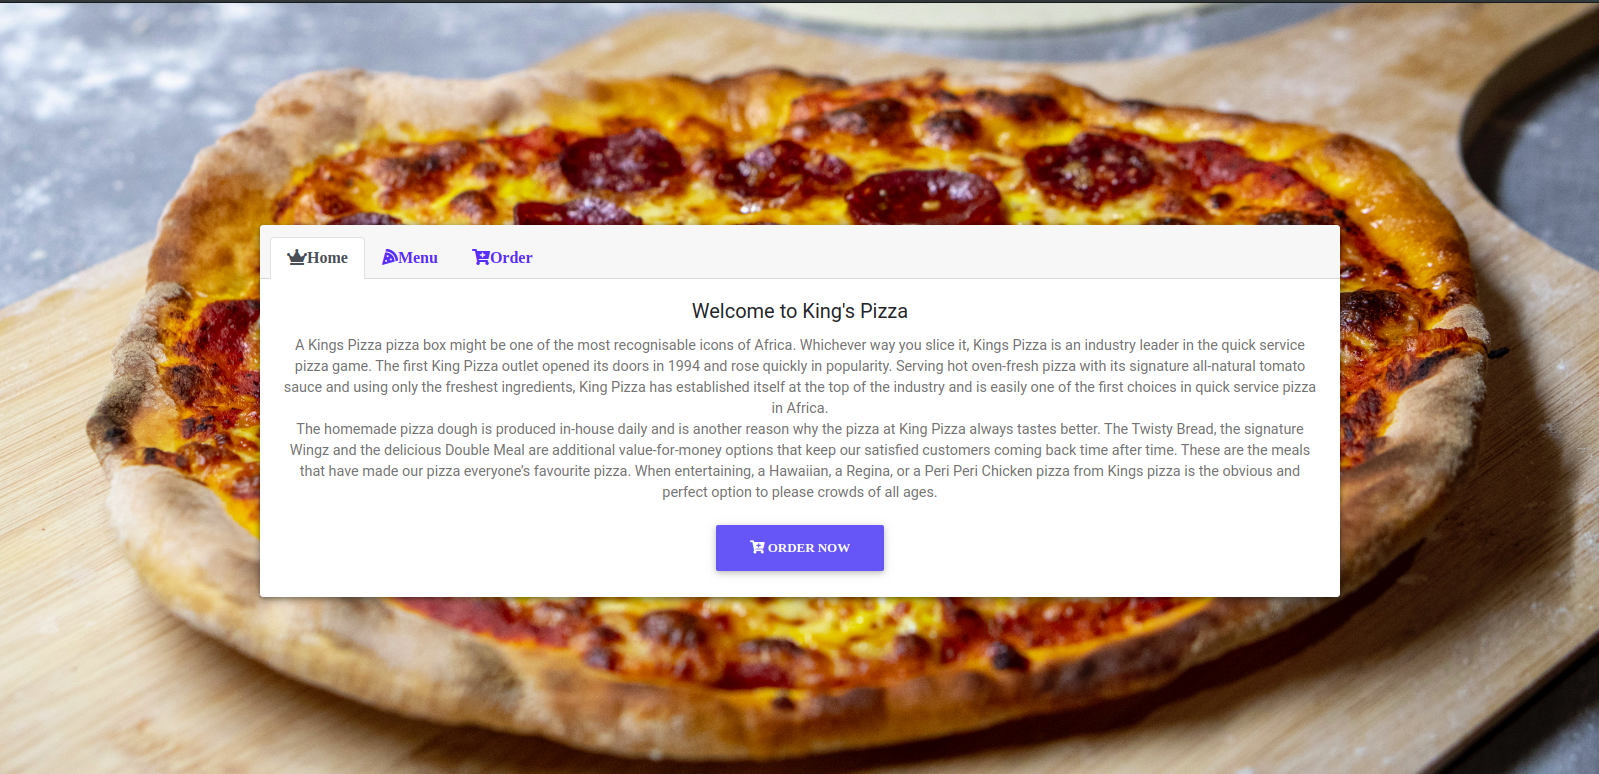 Home Menu Order
Welcome to King's Pizza
A Kings Pizza pizza box might be one of the most recognisable icons of Africa. Whichever way you slice it, Kings Pizza is an industry leader in the quick service
pizza game. The first King Pizza outlet opened its doors in 1994 and rose quickly in popularity. Serving hot oven-fresh pizza with its signature all-natural tomato
sauce and using only the freshest ingredients, King Pizza has established itself at the top of the industry and is easily one of the first choices in quick service pizza
in Africa.
The homemade pizza dough is produced in-house daily and is another reason why the pizza at King Pizza always tastes better. The Twisty Bread, the signature
Wingz and the delicious Double Meal are additional value-for-money options that keep our satisfied customers coming back time after time. These are the meals
that have made our pizza everyone’s favourite pizza. When entertaining, a Hawaiian, a Regina, or a Peri Peri Chicken pizza from Kings pizza is the obvious and
perfect option to please crowds of all ages.
ORDER NOW